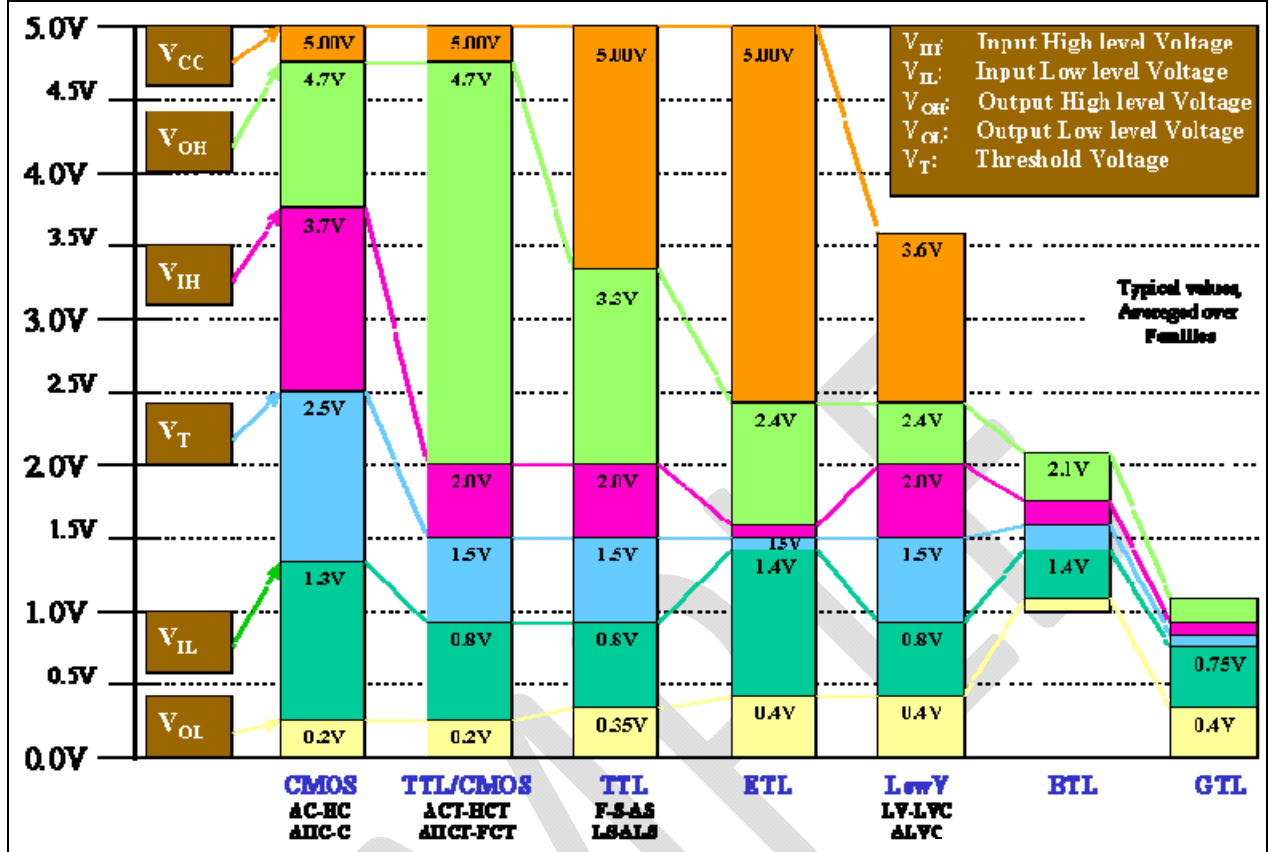 5.0V
4.5V
4.0V
3.5V
3.0V
2.5V
2.0V
1.5V
1.0V
0.5V
0.0V
VCC
VOH
VIH
VT
VIL
VOL
VIH: Input High level Voltage
VIL: Input Low level Voltage
VOH: Output High level Voltage
VOL: Output Low level Voltage
VT: Threshold Voltage
Typical values,
Averaged over
Families
5.00V
4.7V
3.7V
2.5V
1.3V
0.2V
CMOS
AC-HC
AHC-C
5.00V
4.7V
2.0V
1.5V
0.8V
0.2V
TTL/CMOS
ACT-HCT
AHCT-FCT
5.00V
3.3V
2.0V
1.5V
0.8V
0.35V
TTL
F-S-AS
LS-ALS
5.00V
2.4V
1.5V
1.4V
0.4V
ETL
3.6V
2.4V
2.0V
1.5V
0.8V
0.4V
LowV
LV-LVC
ALVC
2.1V
1.4V
BTL
0.75V
0.4V
GTL